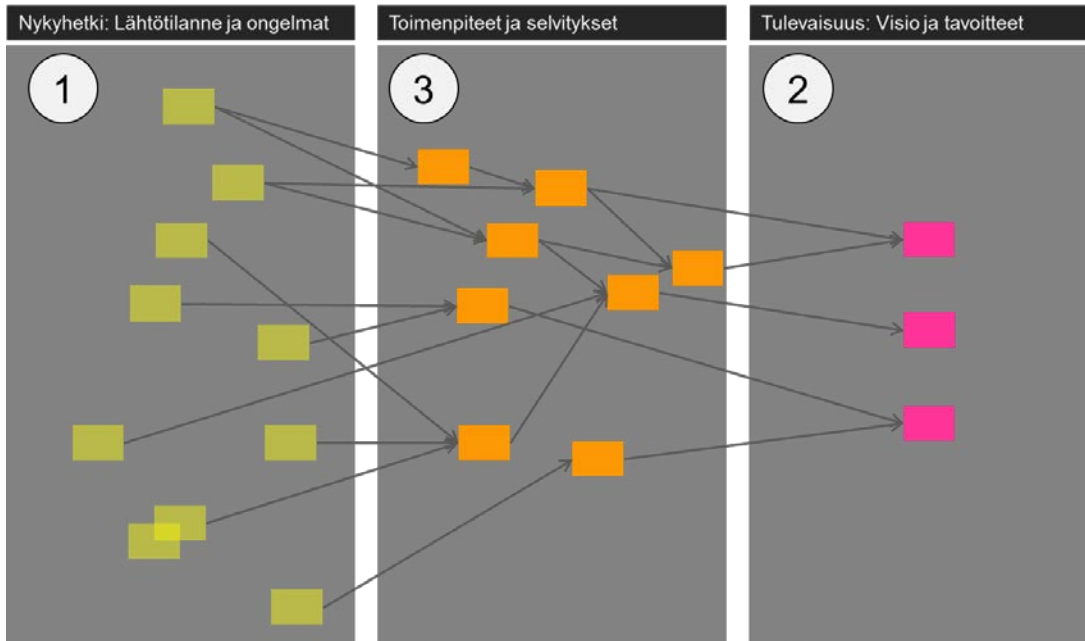 Nykyhetki: Lähtötilanne ja ongelmat
Toimenpiteet ja selvitykset
Tulevaisuus: Visio ja tavoitteet
1
3
2